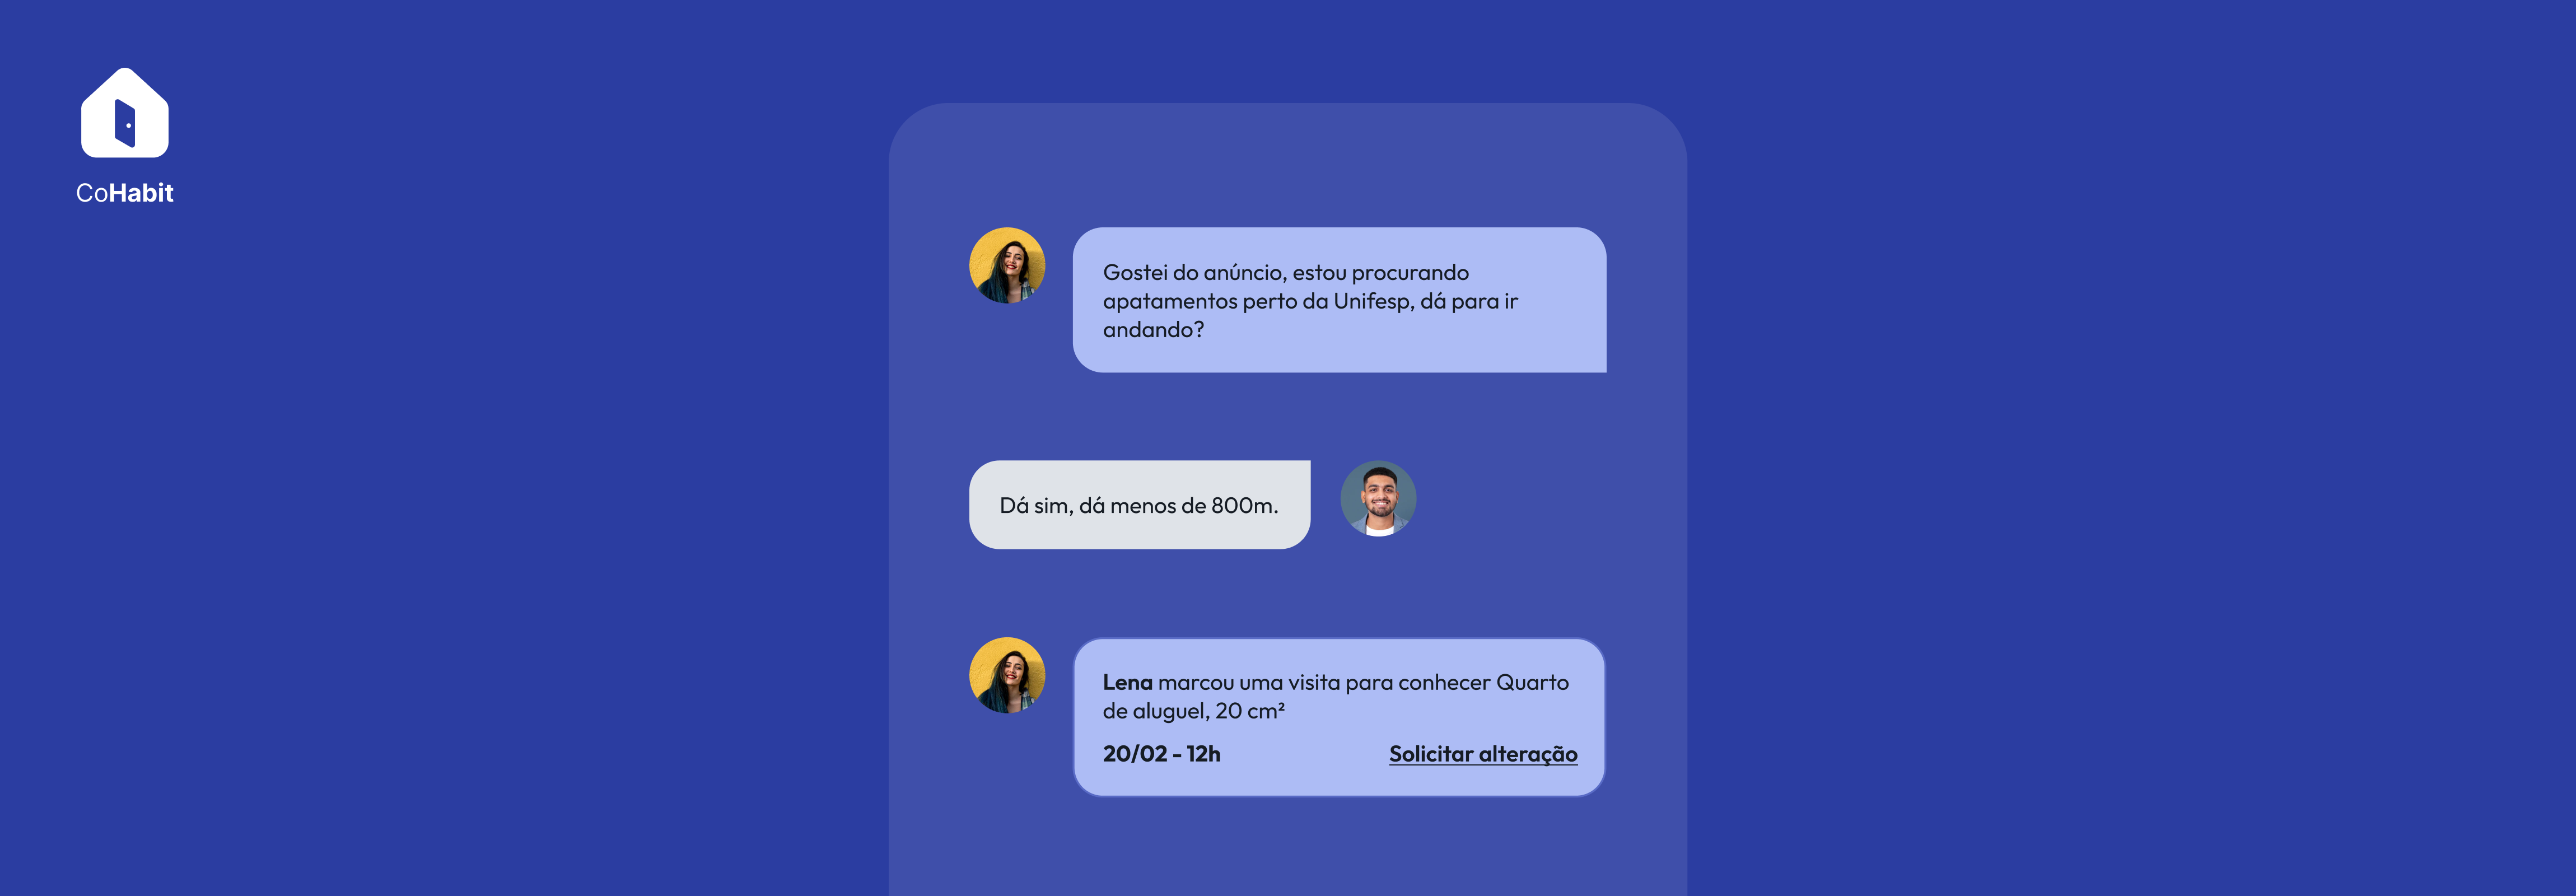 CoHabit
Gostei do anúncio, estou procurando
apatamentos perto da Unifesp, dá para ir
andando?
Dá sim, dá menos de 800m.
Lena marcou uma visita para conhecer Quarto
de aluguel, 20 cm²
20/02 - 12h
Solicitar alteração